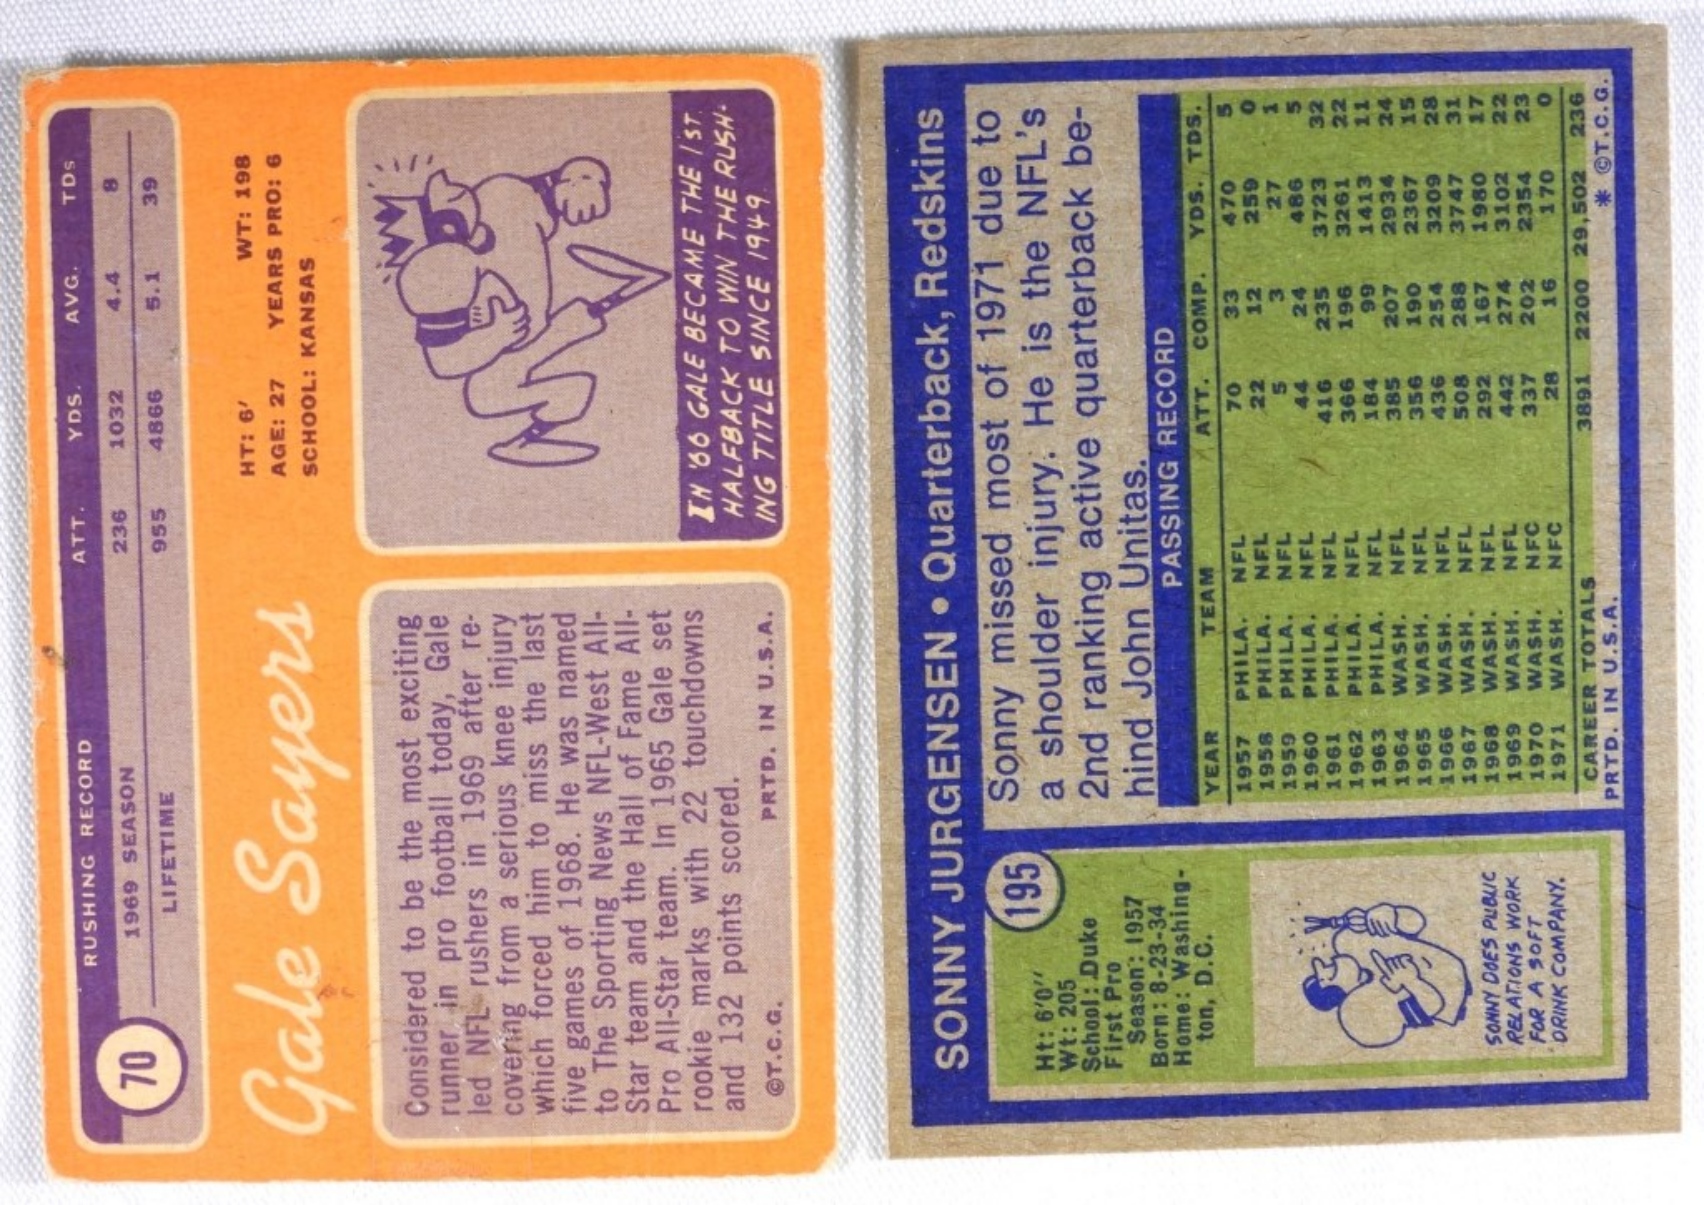 70
RUSHING RECORD ATT. YDS. AVG. TDs
1969 SEASON 236 1032 4.4 8
LIFETIME 955 4866 5.1 39
Gale Sayers
HT: 6' WT: 198
AGE: 27 YEARS PRO: 6
SCHOOL: KANSAS
Considered to be the most exciting
runner in pro football today, Gale
led NFL rushers in 1969 after re-
covering from a serious knee injury
which forced him to miss the last
five games of 1968. He was named
to The Sporting News NFL-West All-
Star team and the Hall of Fame All-
Pro All-Star team. In 1965 Gale set
rookie marks with 22 touchdowns
and 132 points scored.
©T.C.G. PRTD. IN U.S.A.
IN '66 GALE BECAME THE 1ST
HALFBACK TO WIN THE RUSH-
ING TITLE SINCE 1949.
SONNY JURGENSEN • Quarterback, Redskins
195
Ht: 6'0"
Wt: 205
School: Duke
First Pro
Season: 1957
Born: 8-23-34
Home: Washing-
ton, D.C.
SONNY DOES PUBLIC
RELATIONS WORK
FOR A SOFT
DRINK COMPANY.
Sonny missed most of 1971 due to
a shoulder injury. He is the NFL's
2nd ranking active quarterback be-
hind John Unitas.
PASSING RECORD
YEAR TEAM ATT. COMP. YDS. TDS.
1957 PHILA. NFL 70 33 470 5
1958 PHILA. NFL 22 12 259 0
1959 PHILA. NFL 5 3 27 1
1960 PHILA. NFL 44 24 486 5
1961 PHILA. NFL 416 235 3723 32
1962 PHILA. NFL 366 196 3261 22
1963 PHILA. NFL 184 99 1413 11
1964 WASH. NFL 385 207 2934 24
1965 WASH. NFL 356 190 2367 15
1966 WASH. NFL 436 254 3209 28
1967 WASH. NFL 508 288 3747 31
1968 WASH. NFL 292 167 1980 17
1969 WASH. NFL 442 274 3102 22
1970 WASH. NFC 337 202 2354 23
1971 WASH. NFC 28 16 170 0
CAREER TOTALS 3891 2200 29,502 236
PRTD. IN U.S.A. * ©T.C.G.